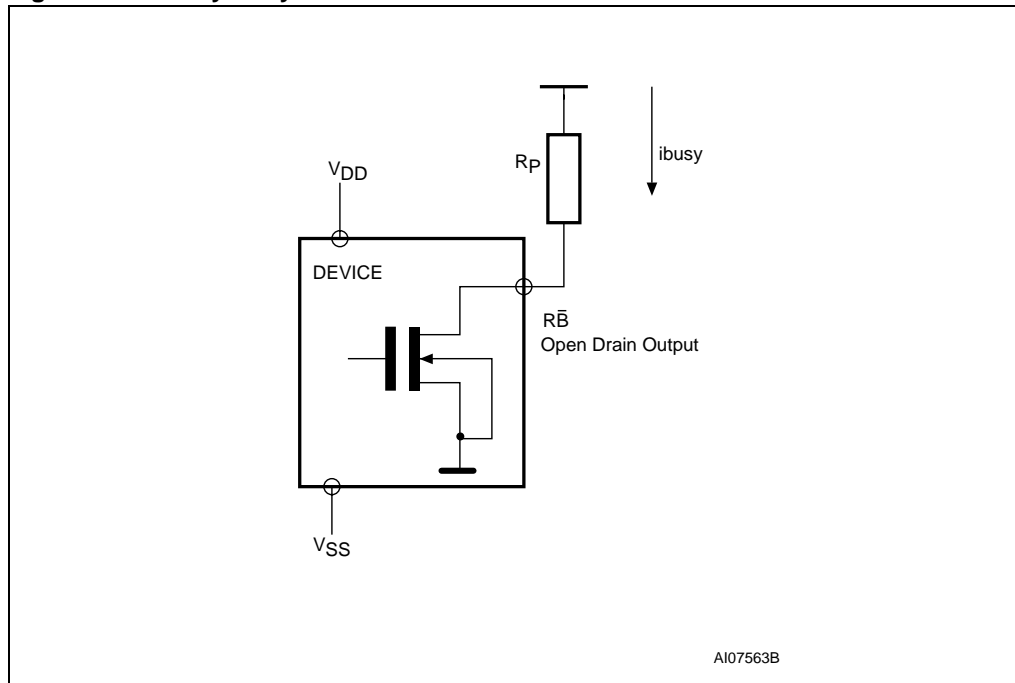 ibusy
RP
VDD
DEVICE
RB̄
Open Drain Output
VSS
AI07563B